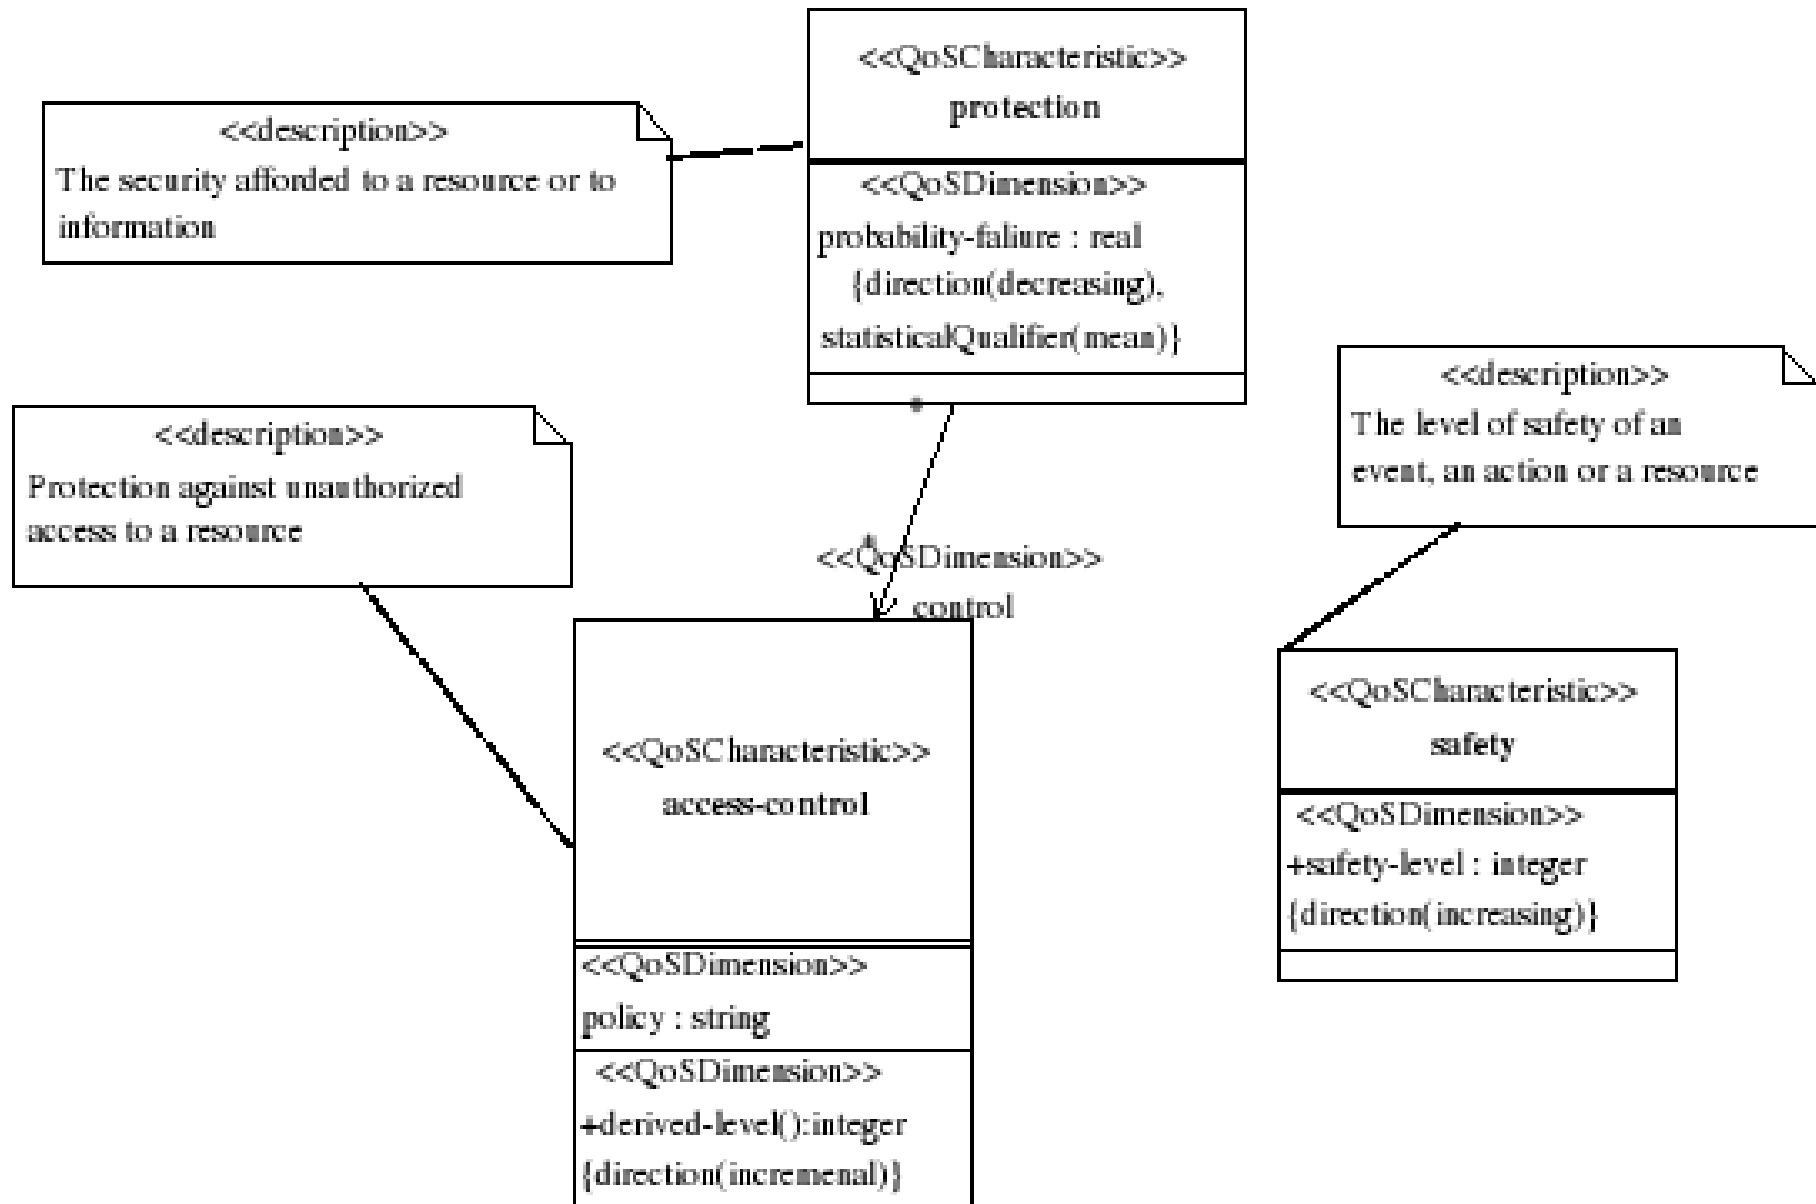 <<QoSCharacteristic>>
protection
<<QoSDimension>>
probability-faliure : real
{direction(decreasing),
statisticalQualifier(mean)}
<<description>>
The security afforded to a resource or to
information
<<description>>
Protection against unauthorized
access to a resource
*
*
<<QoSDimension>>
control
<<description>>
The level of safety of an
event, an action or a resource
<<QoSCharacteristic>>
access-control
<<QoSDimension>>
policy : string
<<QoSDimension>>
+derived-level():integer
{direction(incremenal)}
<<QoSCharacteristic>>
safety
<<QoSDimension>>
+safety-level : integer
{direction(increasing)}